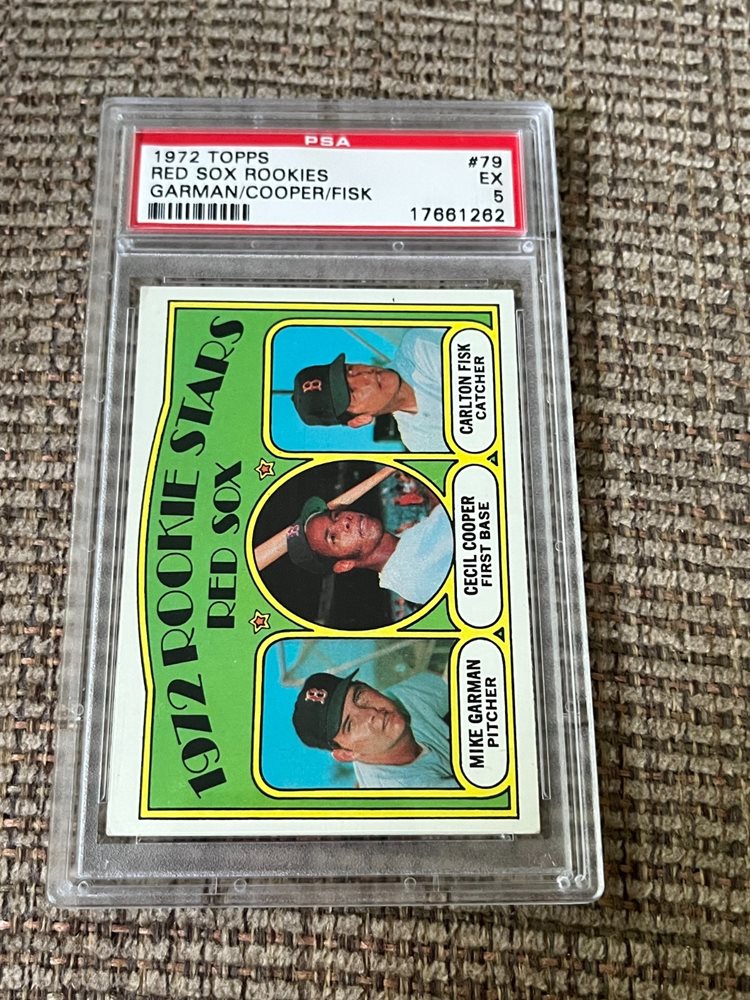 PSA
1972 TOPPS #79
RED SOX ROOKIES EX
GARMAN/COOPER/FISK 5
17661262
1972 ROOKIE STARS
RED SOX
MIKE GARMAN
PITCHER
CECIL COOPER
FIRST BASE
CARLTON FISK
CATCHER
B
B